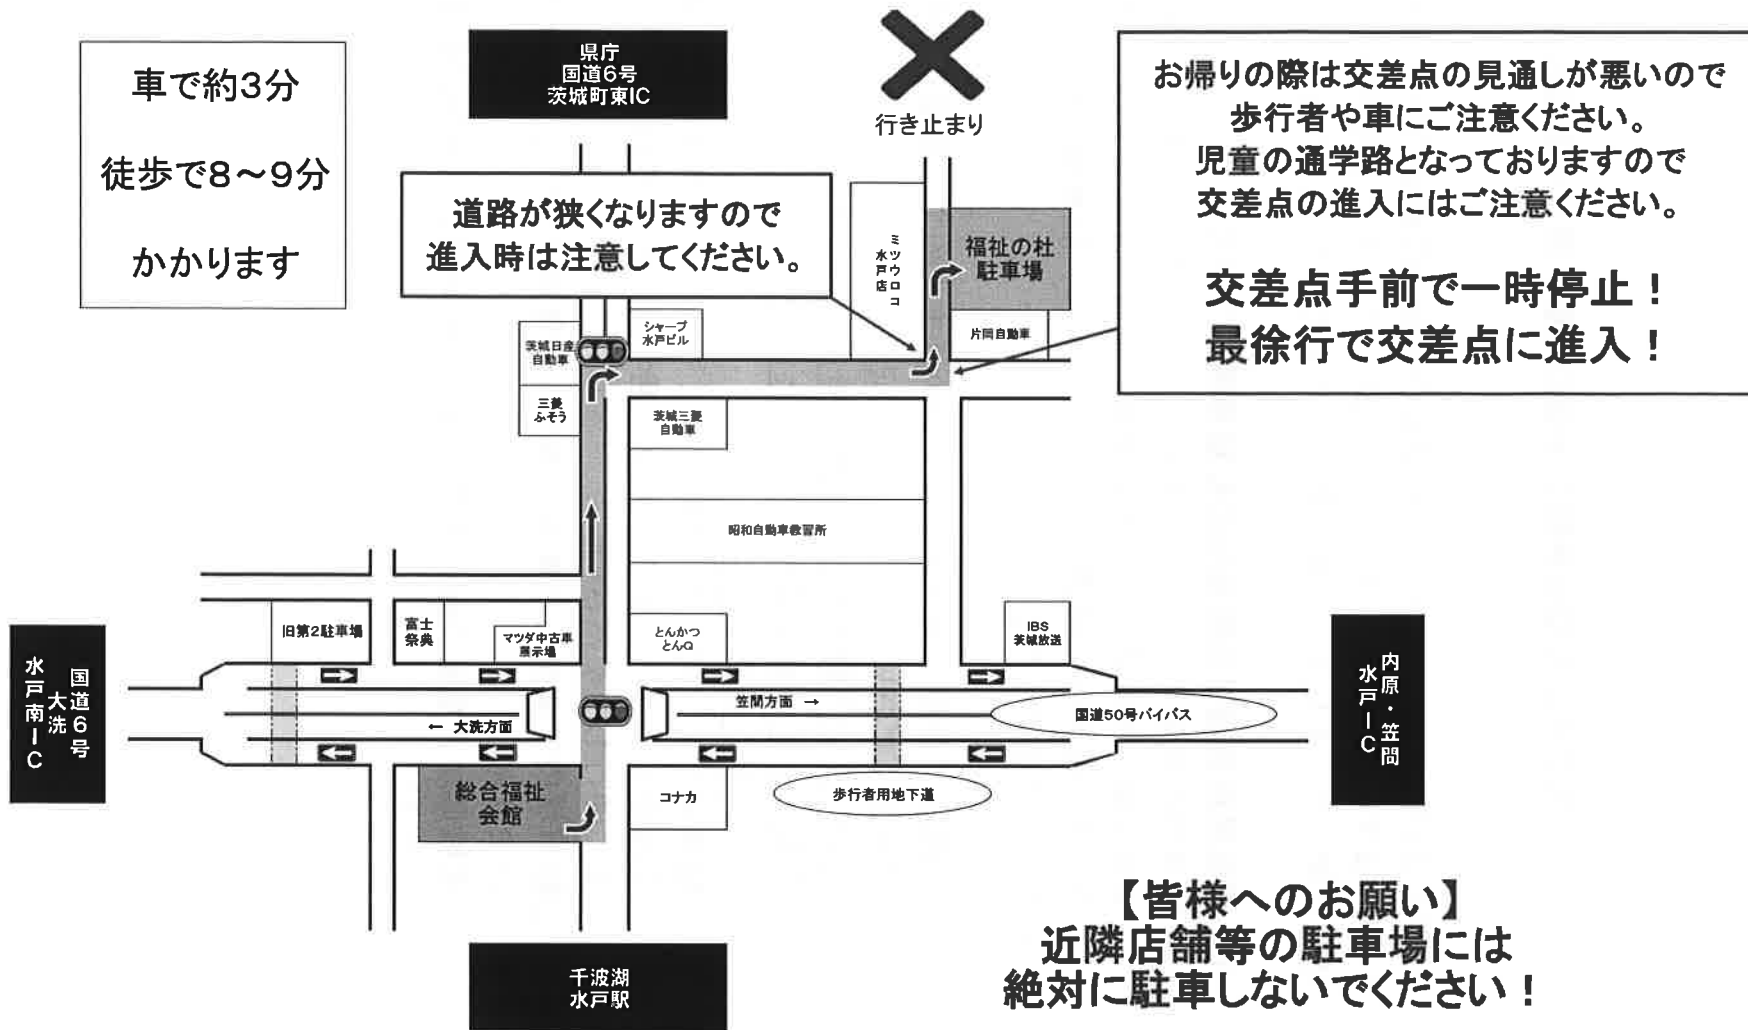 車で約3分
徒歩で8～9分
かかります
県庁
国道6号
茨城町東IC
行き止まり
お帰りの際は交差点の見通しが悪いので
歩行者や車にご注意ください。
児童の通学路となっておりますので
交差点の進入にはご注意ください。
交差点手前で一時停止！
最徐行で交差点に進入！
道路が狭くなりますので
進入時は注意してください。
ミツウロコ
水戸店
福祉の杜
駐車場
片岡自動車
茨城日産
自動車
シャープ
水戸ビル
三菱
ふそう
茨城三菱
自動車
昭和自動車教習所
旧第2駐車場
富士
祭典
マツダ中古車
展示場
とんかつ
とんQ
IBS
茨城放送
国道6号
大洗
水戸南IC
笠間方面 →
← 大洗方面
国道50号バイパス
内原・笠間
水戸IC
総合福祉
会館
コナカ
歩行者用地下道
千波湖
水戸駅
【皆様へのお願い】
近隣店舗等の駐車場には
絶対に駐車しないでください！